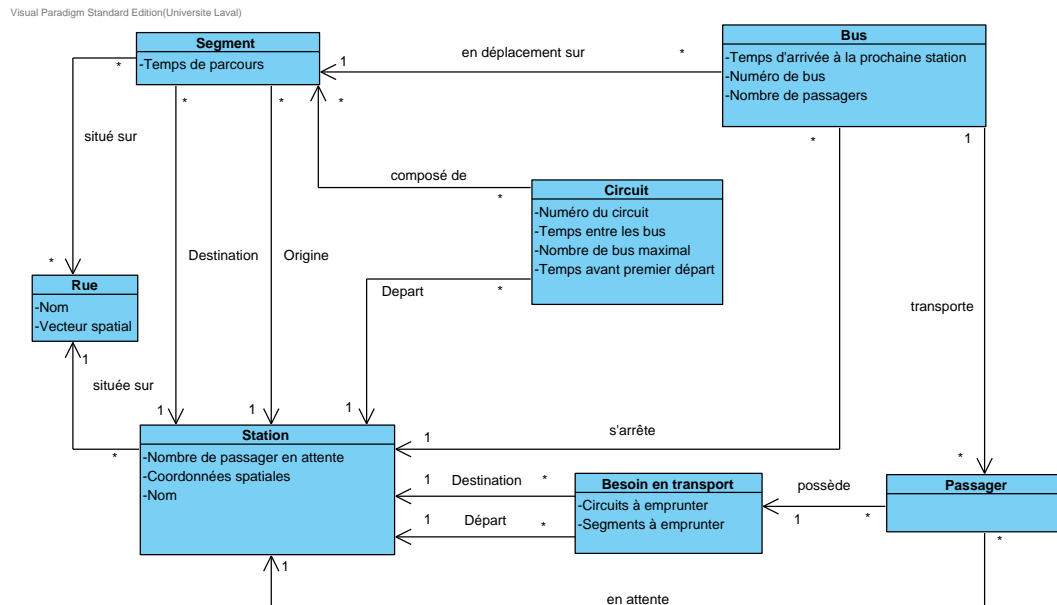 Visual Paradigm Standard Edition(Universite Laval)
Segment
-Temps de parcours
Bus
-Temps d'arrivée à la prochaine station
-Numéro de bus
-Nombre de passagers
en déplacement sur
1
*
*
*
*
*
*
1
situé sur
composé de
*
Circuit
-Numéro du circuit
-Temps entre les bus
-Nombre de bus maximal
-Temps avant premier départ
Destination
Origine
*
Rue
-Nom
-Vecteur spatial
Depart
*
transporte
1
située sur
1
1
1
Station
-Nombre de passager en attente
-Coordonnées spatiales
-Nom
*
s'arrête
1
*
Destination
1
*
Départ
1
*
Besoin en transport
-Circuits à emprunter
-Segments à emprunter
possède
1
*
Passager
1
*
en attente